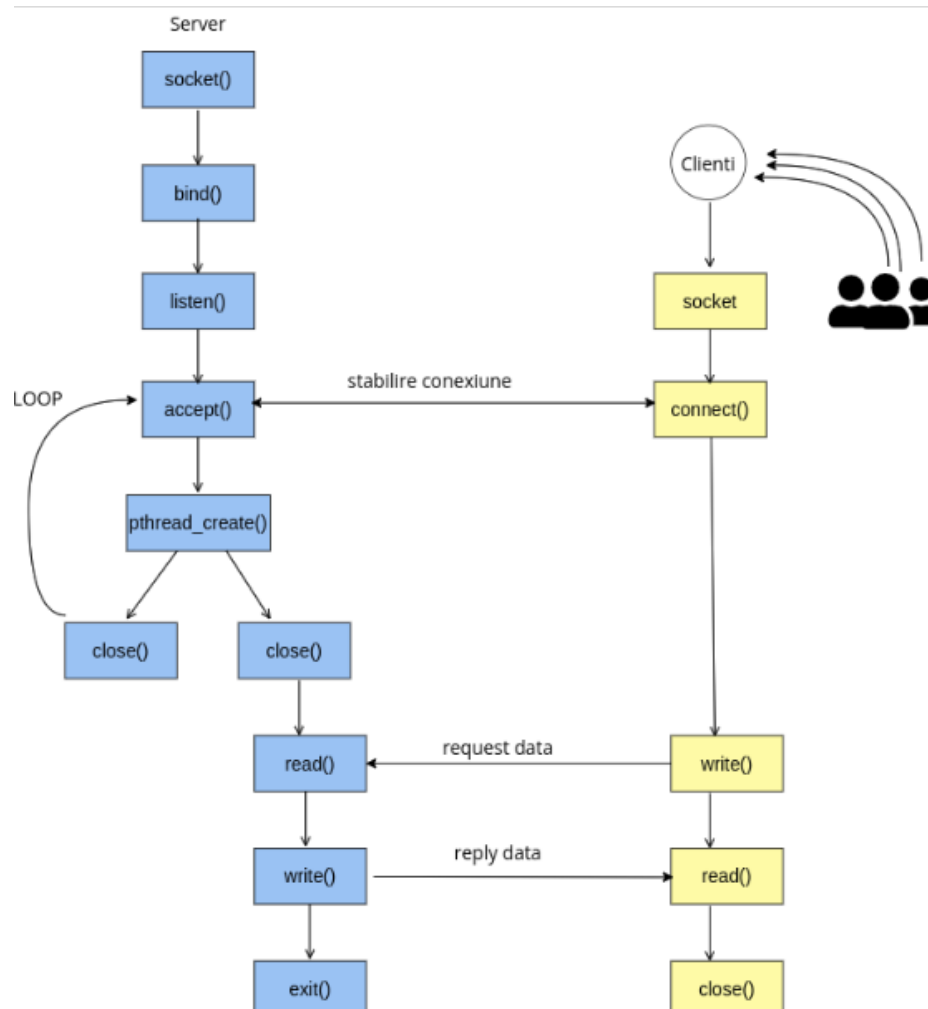 Server
socket()
bind()
Clienti
listen()
socket
LOOP
accept()
stabilire conexiune
connect()
pthread_create()
close()
close()
read()
request data
write()
write()
reply data
read()
exit()
close()